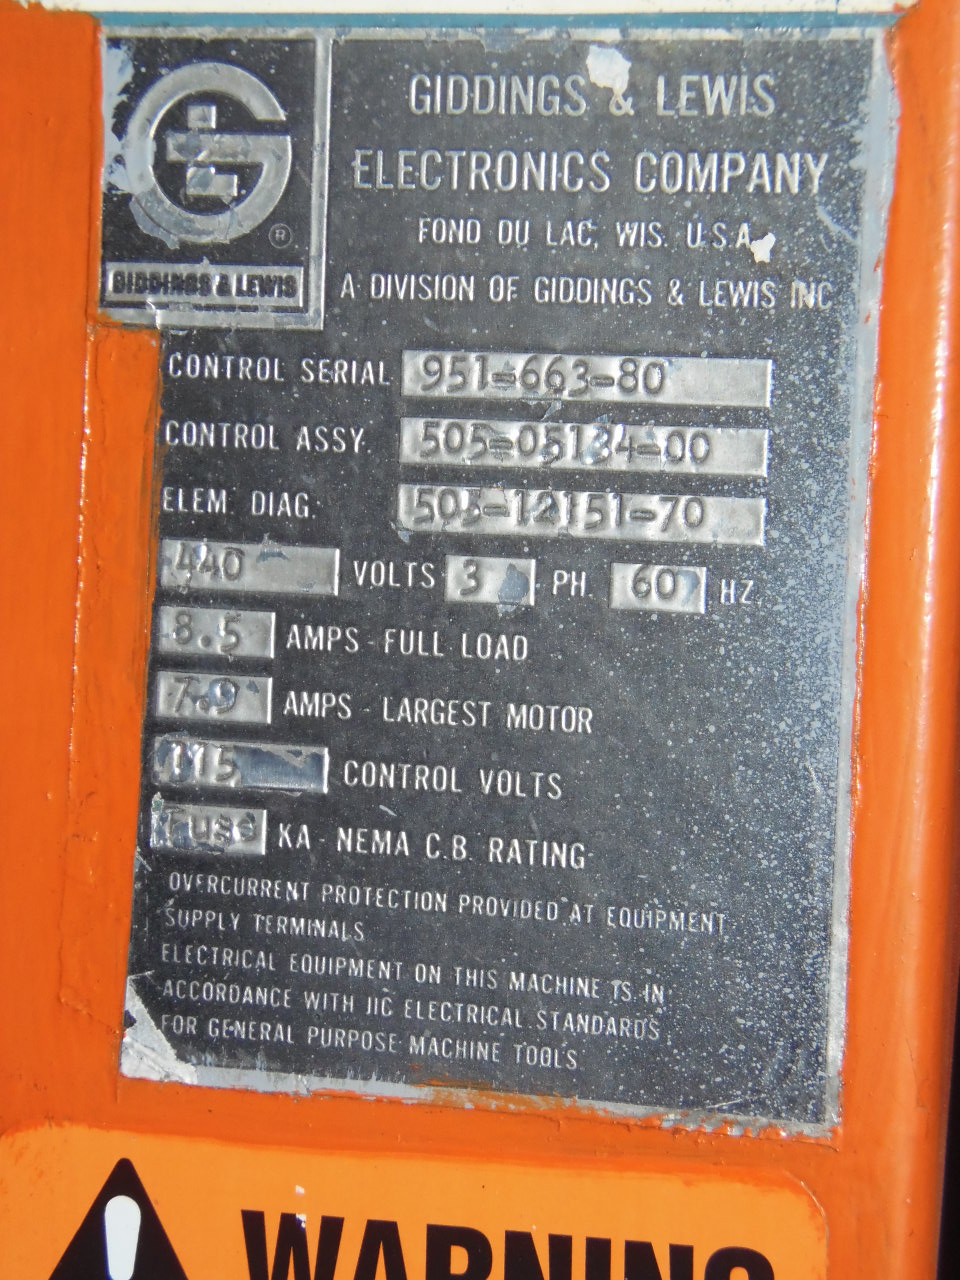 GIDDINGS & LEWIS
ELECTRONICS COMPANY
FOND DU LAC, WIS. U.S.A.
A DIVISION OF GIDDINGS & LEWIS INC
G
®
GIDDINGS & LEWIS
CONTROL SERIAL 951-663-80
CONTROL ASSY. 505-05134-00
ELEM. DIAG. 505-12151-70
440 VOLTS 3 PH. 60 HZ.
8.5 AMPS - FULL LOAD
7.9 AMPS - LARGEST MOTOR
115 CONTROL VOLTS
Fuse KA - NEMA C.B. RATING
OVERCURRENT PROTECTION PROVIDED AT EQUIPMENT
SUPPLY TERMINALS
ELECTRICAL EQUIPMENT ON THIS MACHINE IS IN
ACCORDANCE WITH JIC ELECTRICAL STANDARDS
FOR GENERAL PURPOSE MACHINE TOOLS
WARNING